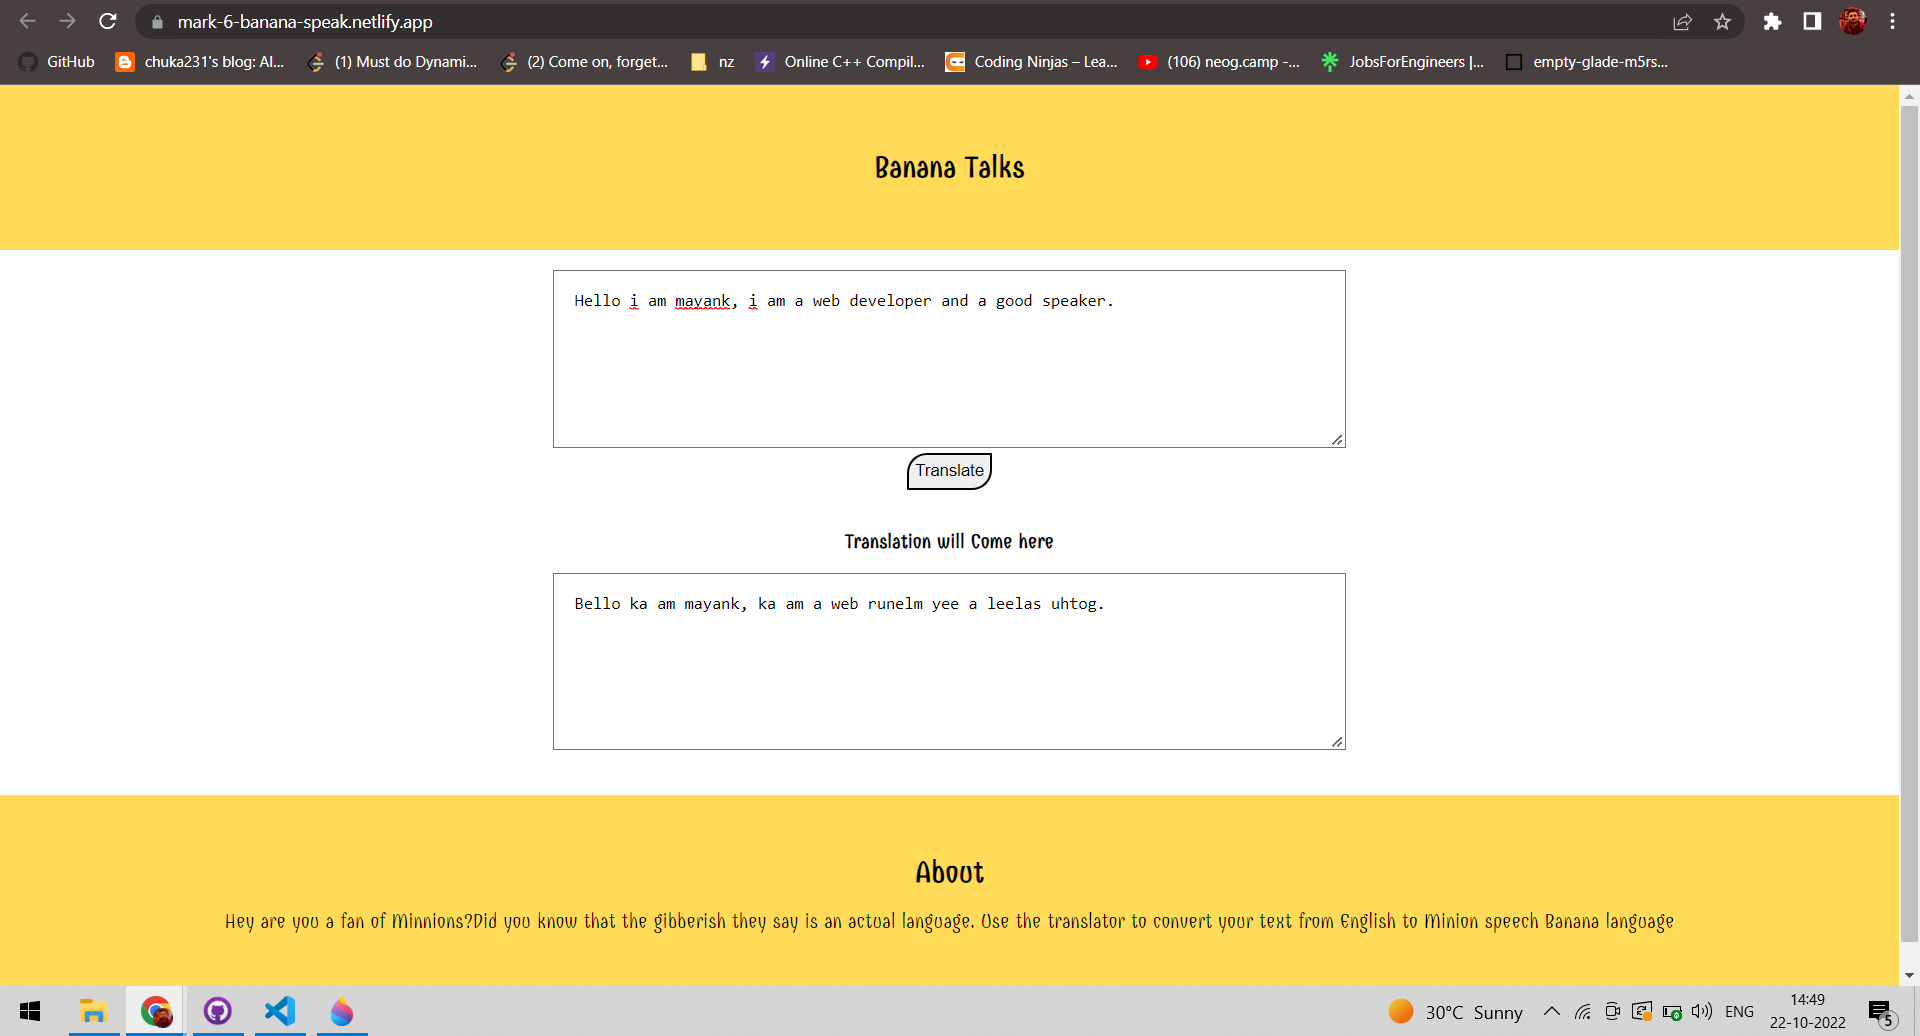 mark-6-banana-speak.netlify.app
GitHub
chuka231's blog: Al...
(1) Must do Dynami...
(2) Come on, forget...
nz
Online C++ Compil...
Coding Ninjas – Lea...
(106) neog.camp -...
JobsForEngineers |...
empty-glade-m5rs...
Banana Talks
Hello i am mayank, i am a web developer and a good speaker.
Translate
Translation will Come here
Bello ka am mayank, ka am a web runelm yee a leelas uhtog.
About
Hey are you a fan of Minnions?Did you know that the gibberish they say is an actual language. Use the translator to convert your text from English to Minion speech Banana language
30°C Sunny
ENG
14:49
22-10-2022
5